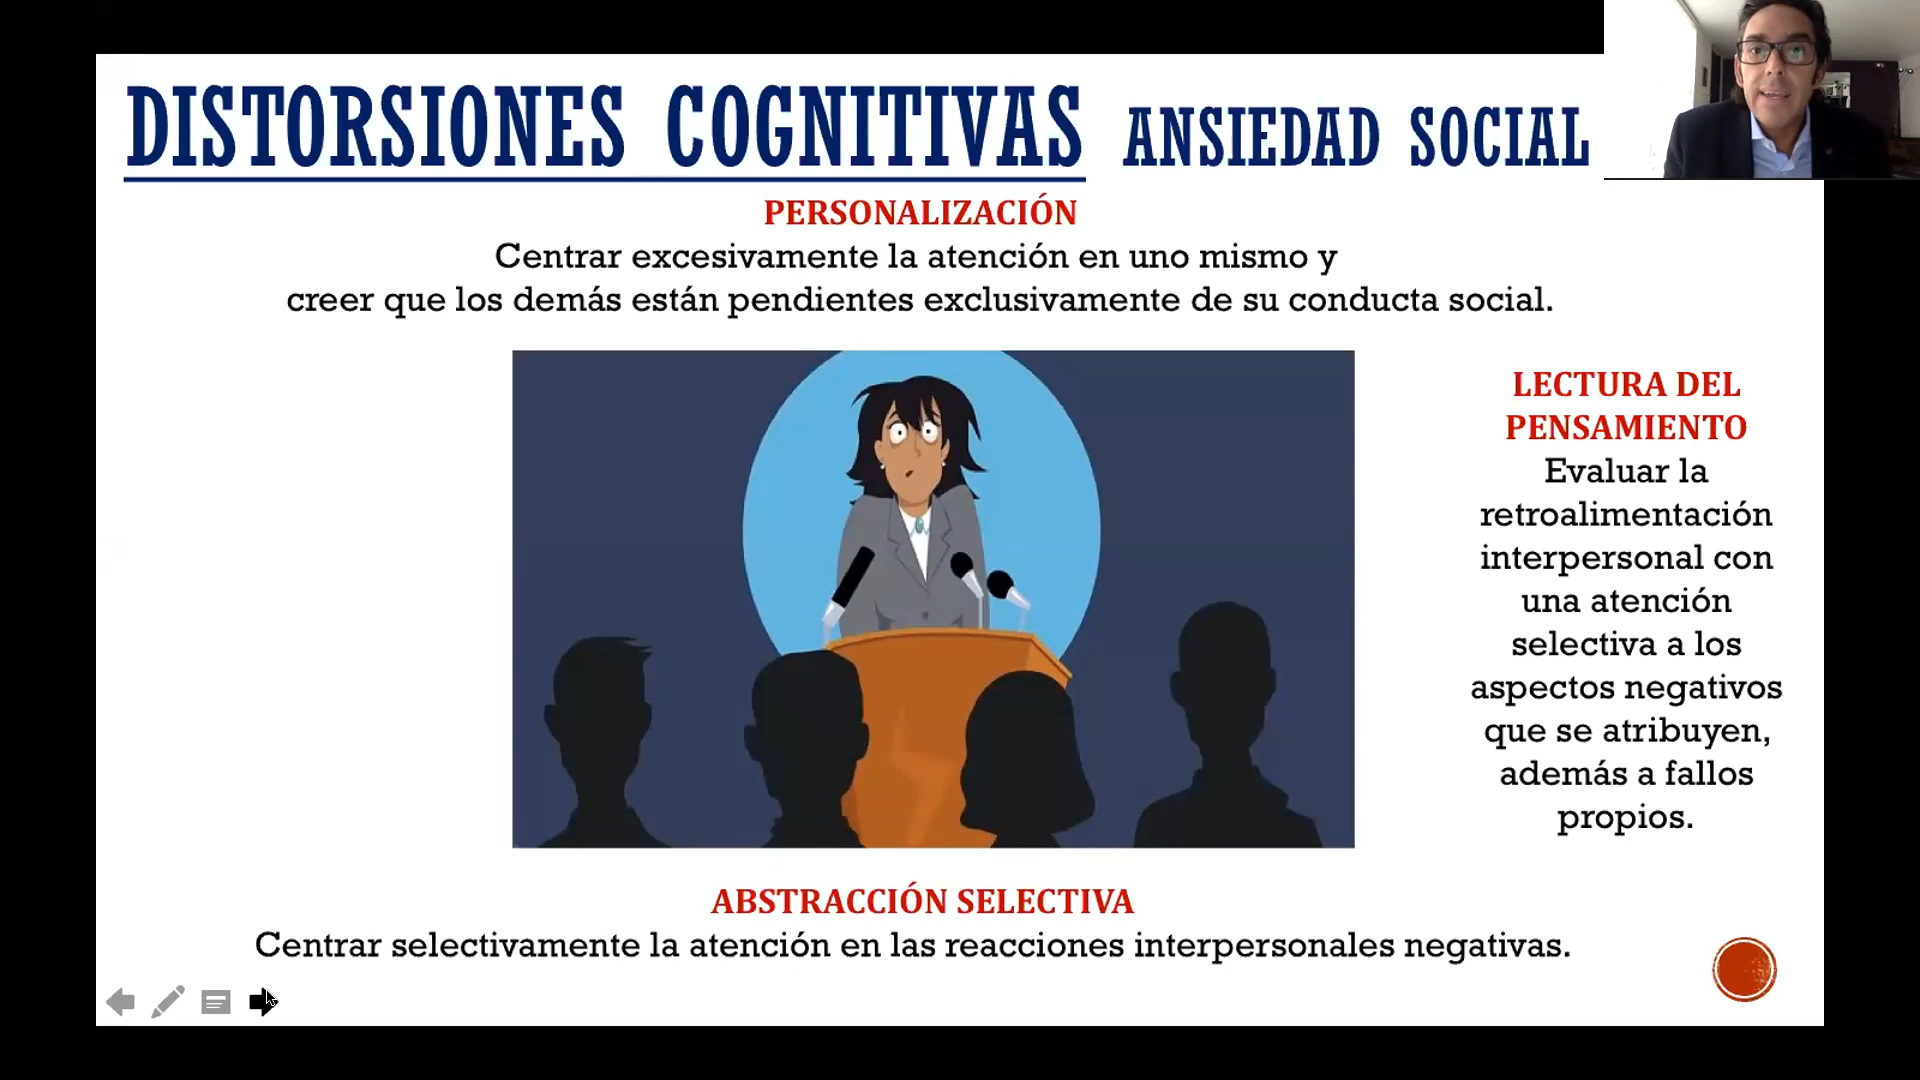 DISTORSIONES COGNITIVAS ANSIEDAD SOCIAL
PERSONALIZACIÓN
Centrar excesivamente la atención en uno mismo y
creer que los demás están pendientes exclusivamente de su conducta social.
LECTURA DEL
PENSAMIENTO
Evaluar la
retroalimentación
interpersonal con
una atención
selectiva a los
aspectos negativos
que se atribuyen,
además a fallos
propios.
ABSTRACCIÓN SELECTIVA
Centrar selectivamente la atención en las reacciones interpersonales negativas.